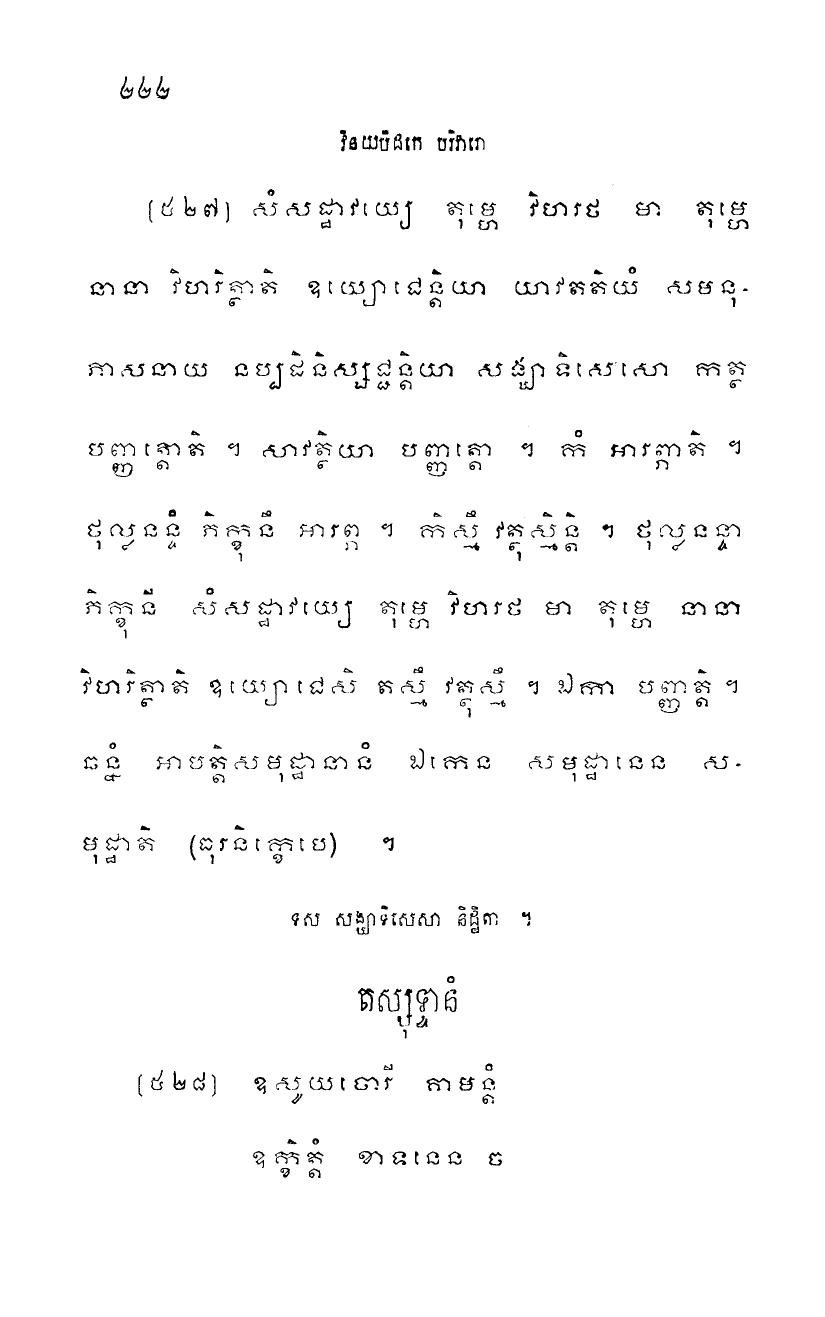 ២២២
វិនយបិដកេ បរិវារោ
[៥២៧] សំសដ្ឋាវយ្យេ តុម្ហេ វិហរថ មា តុម្ហេ
នានា វិហរិត្ថាតិ ឧយ្យោជេន្តិយា យាវតតិយំ សមនុ-
ភាសនាយ នប្បដិនិស្សជ្ជន្តិយា សង្ឃាទិសេសោ កត្ថ
បញ្ញត្តោតិ ។ សាវត្ថិយា បញ្ញត្តោ ។ កំ អារព្ភាតិ ។
ថុល្លនន្ទំ ភិក្ខុនឹ អារព្ភ ។ កិស្មឹ វត្ថុស្មិន្តិ ។ ថុល្លនន្ទា
ភិក្ខុនី សំសដ្ឋាវយ្យេ តុម្ហេ វិហរថ មា តុម្ហេ នានា
វិហរិត្ថាតិ ឧយ្យោជេសិ តស្មឹ វត្ថុស្មឹ ។ ឯកា បញ្ញត្តិ ។
ឆន្នំ អាបត្តិសមុដ្ឋានានំ ឯកេន សមុដ្ឋានេន ស-
មុដ្ឋាតិ (ធុរនិក្ខេបេ) ។
ទស សង្ឃាទិសេសា និដ្ឋិតា ។
តស្សុទ្ទានំ
[៥២៨] ឧសូយចោរី គាមន្តំ
ឧក្ខិត្តំ ខាទនេន ច